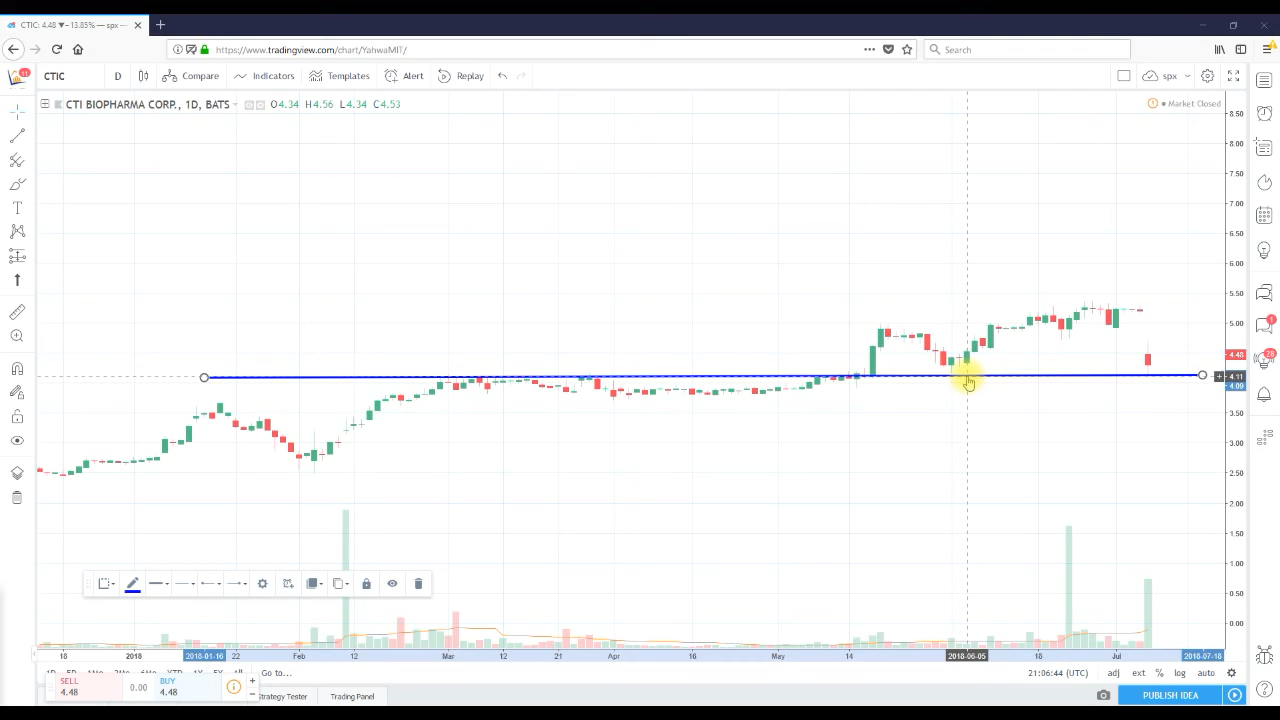 CTIC: 4.48 ▼−13.85% — spx —
https://www.tradingview.com/chart/YahwaMIT/
Search
11
CTIC
D
Compare
Indicators
Templates
Alert
Replay
spx
CTI BIOPHARMA CORP., 1D, BATS
O4.34 H4.56 L4.34 C4.53
Market Closed
8.50
8.00
7.50
7.00
6.50
6.00
5.50
5.00
4.48
4.11
4.09
3.50
3.00
2.50
2.00
1.50
1.00
0.50
0.00
1
28
18
2018
2018-01-16
22
Feb
12
Mar
12
21
Apr
16
May
14
2018-06-05
18
Jul
2018-07-18
Go to...
21:06:44 (UTC)
adj
ext
%
log
auto
SELL
4.48
0.00
BUY
4.48
Strategy Tester
Trading Panel
PUBLISH IDEA